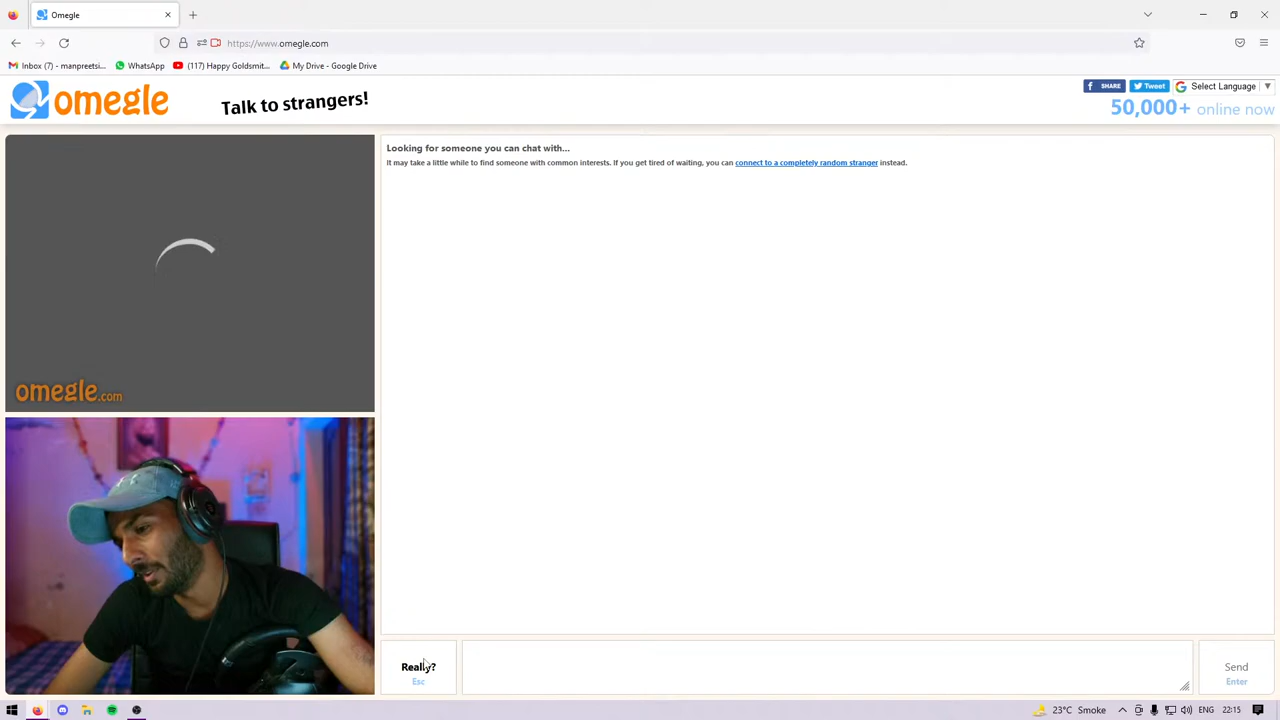 Omegle
https://www.omegle.com
Inbox (7) - manpreetsi...
WhatsApp
(117) Happy Goldsmit...
My Drive - Google Drive
omegle
Talk to strangers!
SHARE
Tweet
Select Language
50,000+ online now
Looking for someone you can chat with...
It may take a little while to find someone with common interests. If you get tired of waiting, you can connect to a completely random stranger instead.
omegle.com
Really?
Esc
Send
Enter
23°C Smoke
ENG
22:15